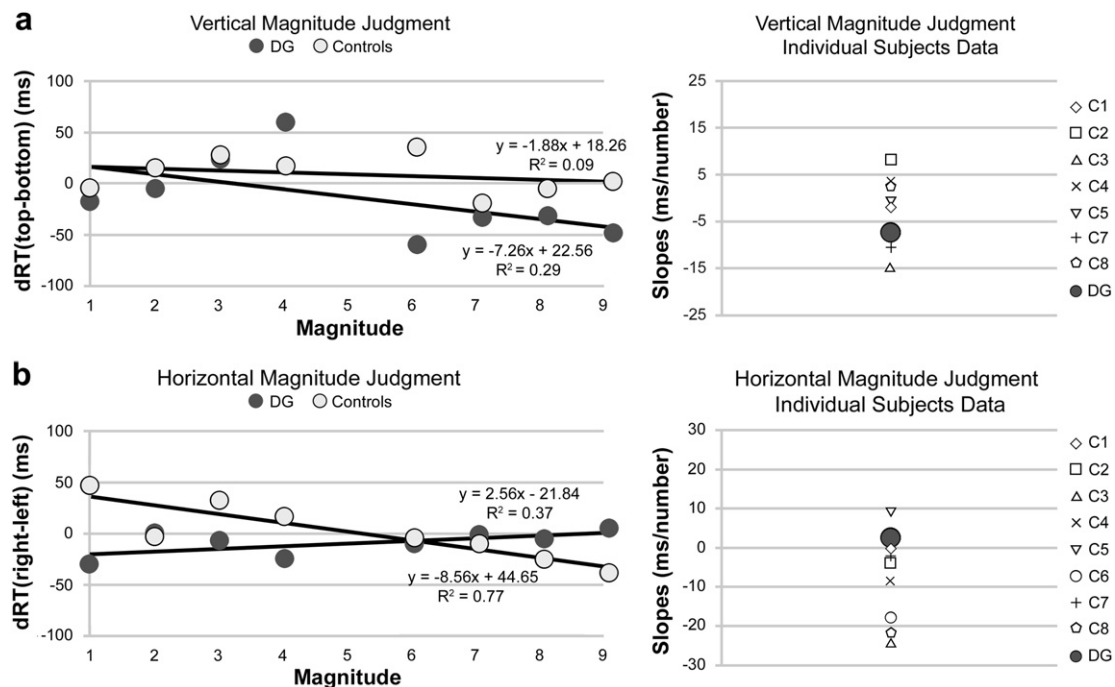 a
Vertical Magnitude Judgment
DG Controls
dRT(top-bottom) (ms)
100
50
0
-50
-100
y = -1.88x + 18.26
R² = 0.09
y = -7.26x + 22.56
R² = 0.29
1 2 3 4 5 6 7 8 9
Magnitude
Vertical Magnitude Judgment
Individual Subjects Data
Slopes (ms/number)
25
15
5
-5
-15
-25
C1
C2
C3
C4
C5
C7
C8
DG
b
Horizontal Magnitude Judgment
DG Controls
dRT(right-left) (ms)
100
50
0
-50
-100
y = 2.56x - 21.84
R² = 0.37
y = -8.56x + 44.65
R² = 0.77
1 2 3 4 5 6 7 8 9
Magnitude
Horizontal Magnitude Judgment
Individual Subjects Data
Slopes (ms/number)
30
20
10
0
-10
-20
-30
C1
C2
C3
C4
C5
C6
C7
C8
DG